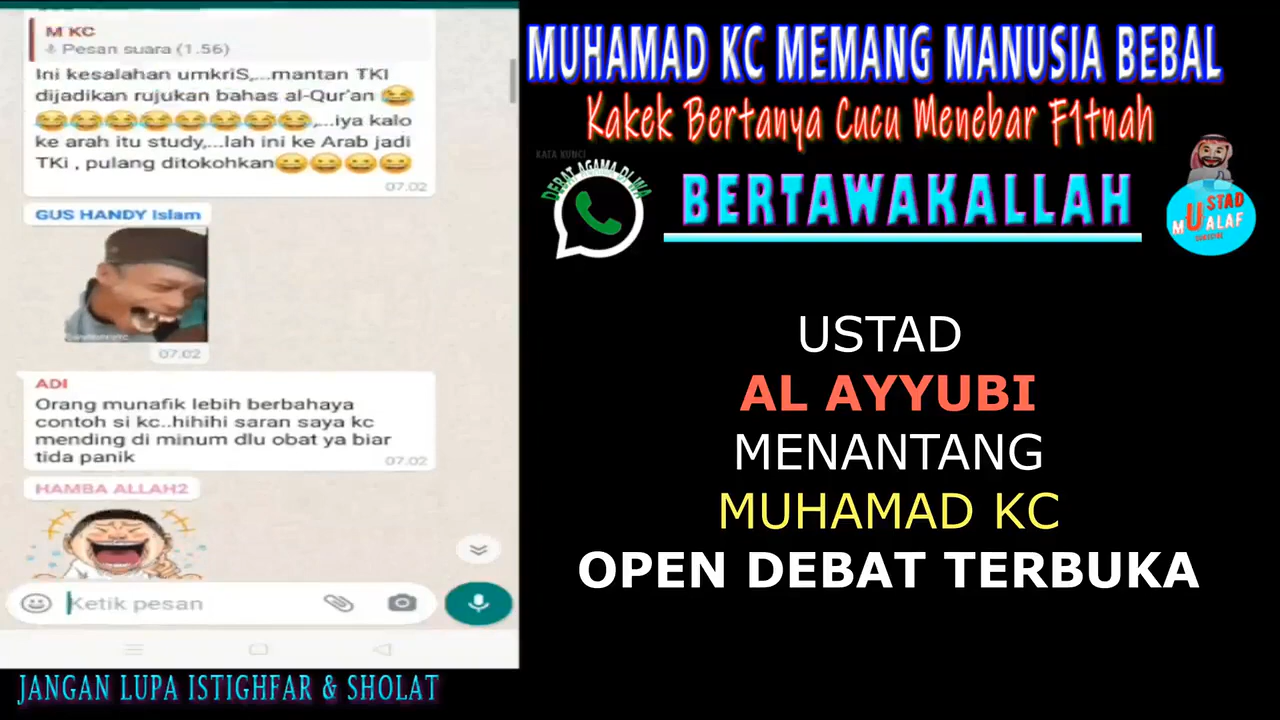 M KC
Pesan suara (1.56)
Ini kesalahan umkriS,...mantan TKI
dijadikan rujukan bahas al-Qur'an 😂
😂😂😂😂😂😂😂😂,...iya kalo
ke arah itu study,...lah ini ke Arab jadi
TKi , pulang ditokohkan😄😄😄😄
07.02
GUS HANDY Islam
07.02
ADI
Orang munafik lebih berbahaya
contoh si kc..hihihi saran saya kc
mending di minum dlu obat ya biar
tida panik
07.02
HAMBA ALLAH2
Ketik pesan
JANGAN LUPA ISTIGHFAR & SHOLAT
MUHAMAD KC MEMANG MANUSIA BEBAL
Kakek Bertanya Cucu Menebar F1tnah
KATA KUNCI
DEBAT AGAMA DI WA
BERTAWAKALLAH
USTAD
MUALAF
USTAD
AL AYYUBI
MENANTANG
MUHAMAD KC
OPEN DEBAT TERBUKA